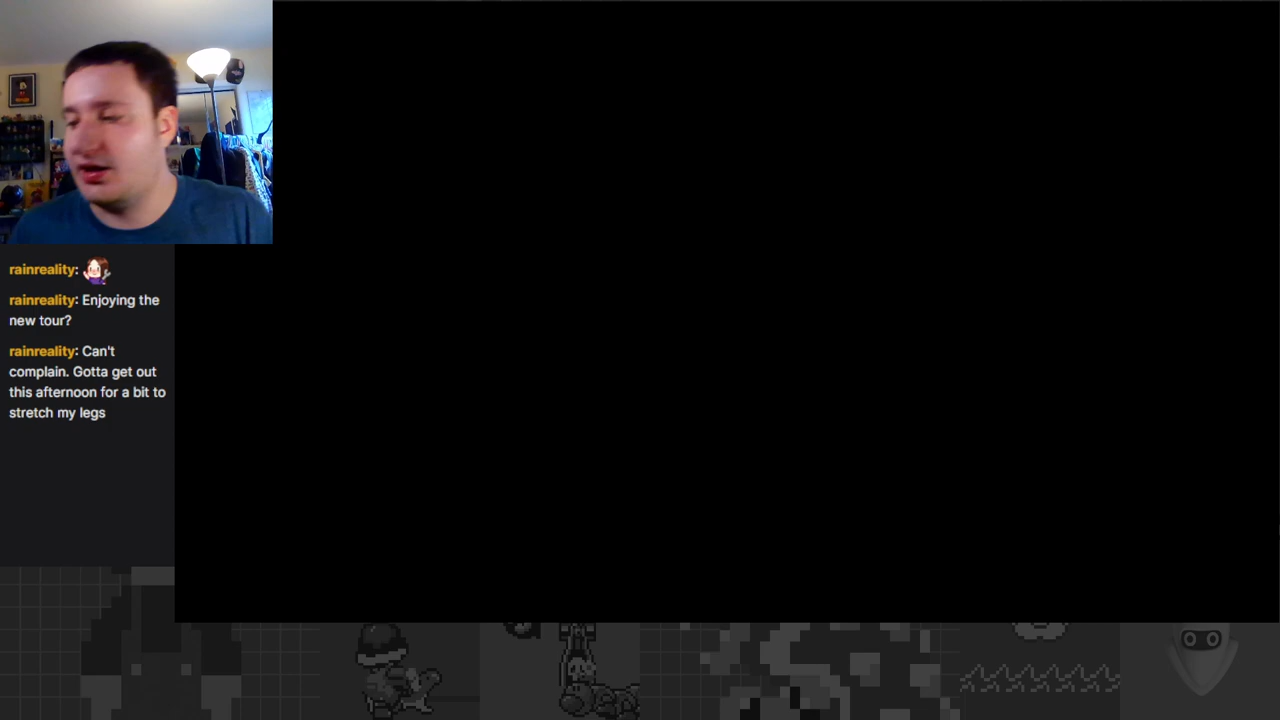 rainreality:
rainreality: Enjoying the
new tour?
rainreality: Can't
complain. Gotta get out
this afternoon for a bit to
stretch my legs